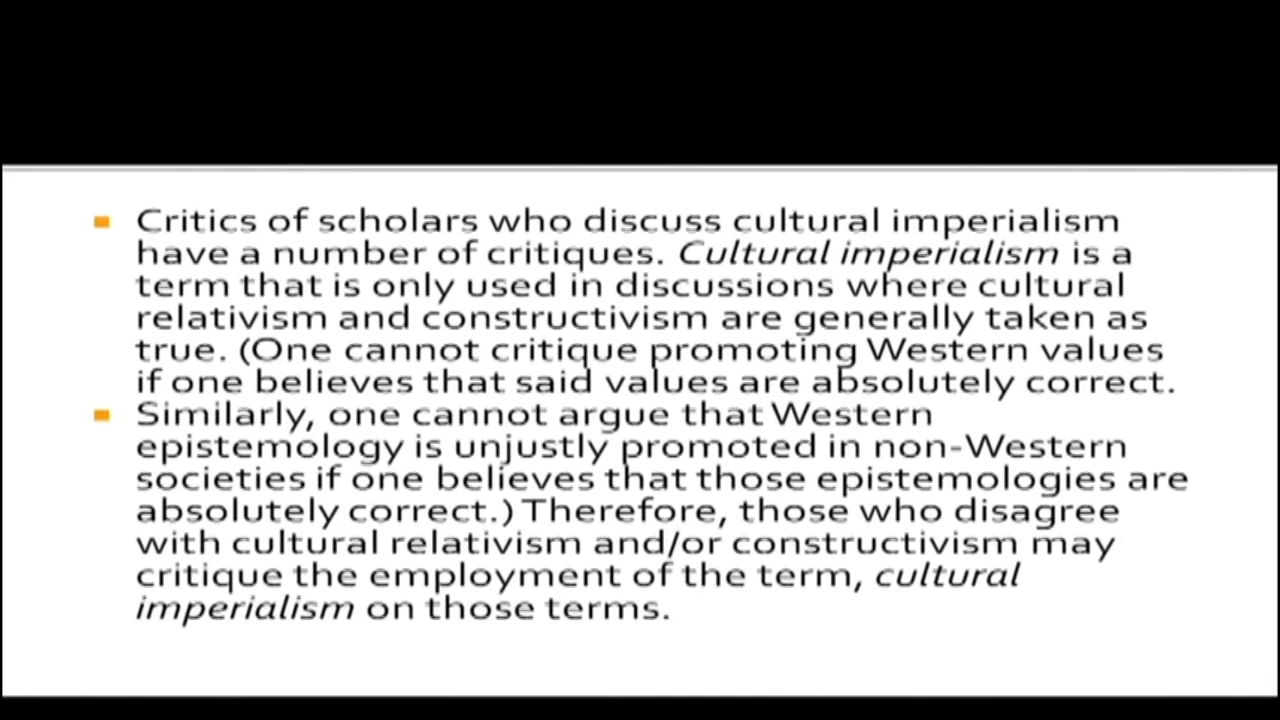 Critics of scholars who discuss cultural imperialism
have a number of critiques. Cultural imperialism is a
term that is only used in discussions where cultural
relativism and constructivism are generally taken as
true. (One cannot critique promoting Western values
if one believes that said values are absolutely correct.
Similarly, one cannot argue that Western
epistemology is unjustly promoted in non-Western
societies if one believes that those epistemologies are
absolutely correct.) Therefore, those who disagree
with cultural relativism and/or constructivism may
critique the employment of the term, cultural
imperialism on those terms.